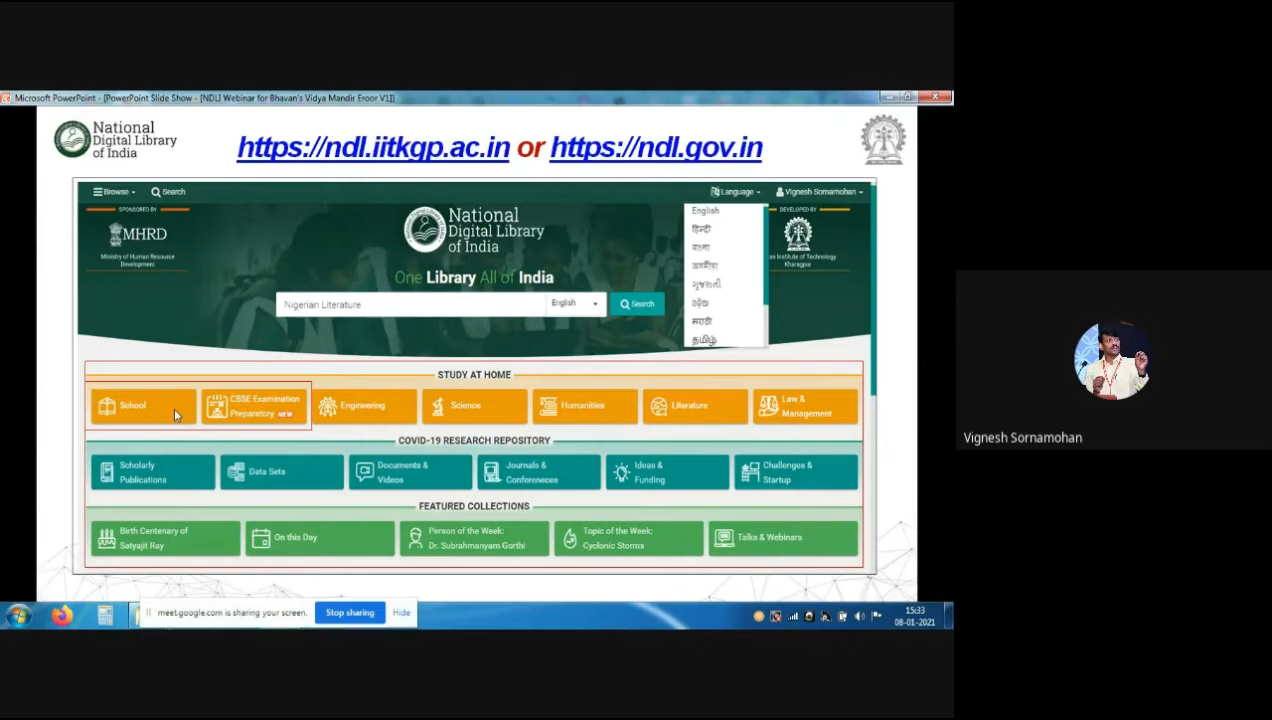 Microsoft PowerPoint - [PowerPoint Slide Show - [NDLI Webinar for Bhavan's Vidya Mandir Eroor V1]]
National
Digital Library
of India
https://ndl.iitkgp.ac.in or https://ndl.gov.in
Browse
Search
Language
Vignesh Sornamohan
SPONSORED BY
MHRD
Ministry of Human Resource
Development
National
Digital Library
of India
One Library All of India
Nigerian Literature
English
Search
English
हिन्दी
বাংলা
অসমীয়া
ગુજરાતી
ଓଡ଼ିଆ
मराठी
தமிழ்
DEVELOPED BY
an Institute of Technology
Kharagpur
STUDY AT HOME
School
CBSE Examination
Preparatory NEW
Engineering
Science
Humanities
Literature
Law &
Management
COVID-19 RESEARCH REPOSITORY
Scholarly
Publications
Data Sets
Documents &
Videos
Journals &
Conferences
Ideas &
Funding
Challenges &
Startup
FEATURED COLLECTIONS
Birth Centenary of
Satyajit Ray
On this Day
Person of the Week:
Dr. Subrahmanyam Gorthi
Topic of the Week:
Cyclonic Storms
Talks & Webinars
meet.google.com is sharing your screen.
Stop sharing
Hide
15:33
08-01-2021
Vignesh Sornamohan